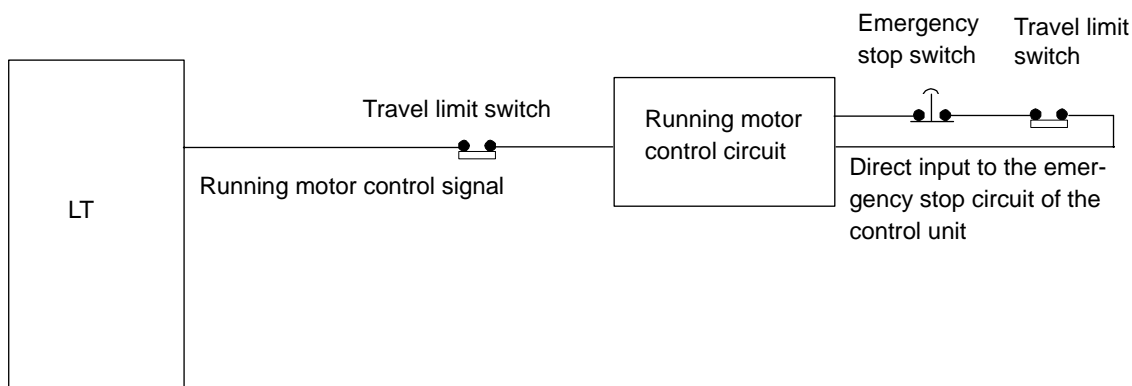 Emergency
stop switch
Travel limit
switch
Travel limit switch
Running motor
control circuit
Running motor control signal
Direct input to the emer-
gency stop circuit of the
control unit
LT